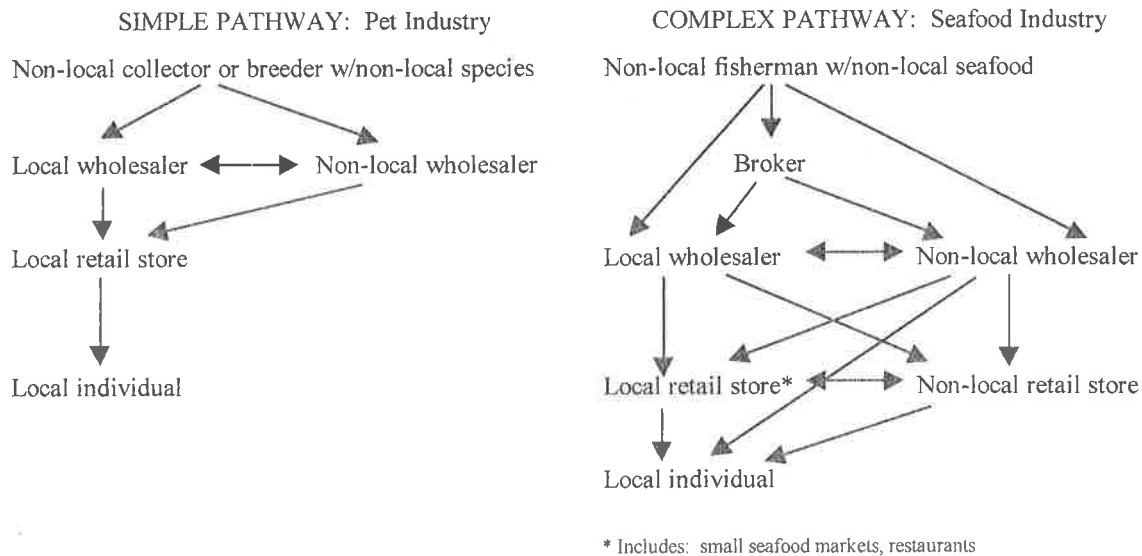 SIMPLE PATHWAY: Pet Industry
Non-local collector or breeder w/non-local species
Local wholesaler
Non-local wholesaler
Local retail store
Local individual
COMPLEX PATHWAY: Seafood Industry
Non-local fisherman w/non-local seafood
Broker
Local wholesaler
Non-local wholesaler
Local retail store*
Non-local retail store
Local individual
* Includes: small seafood markets, restaurants